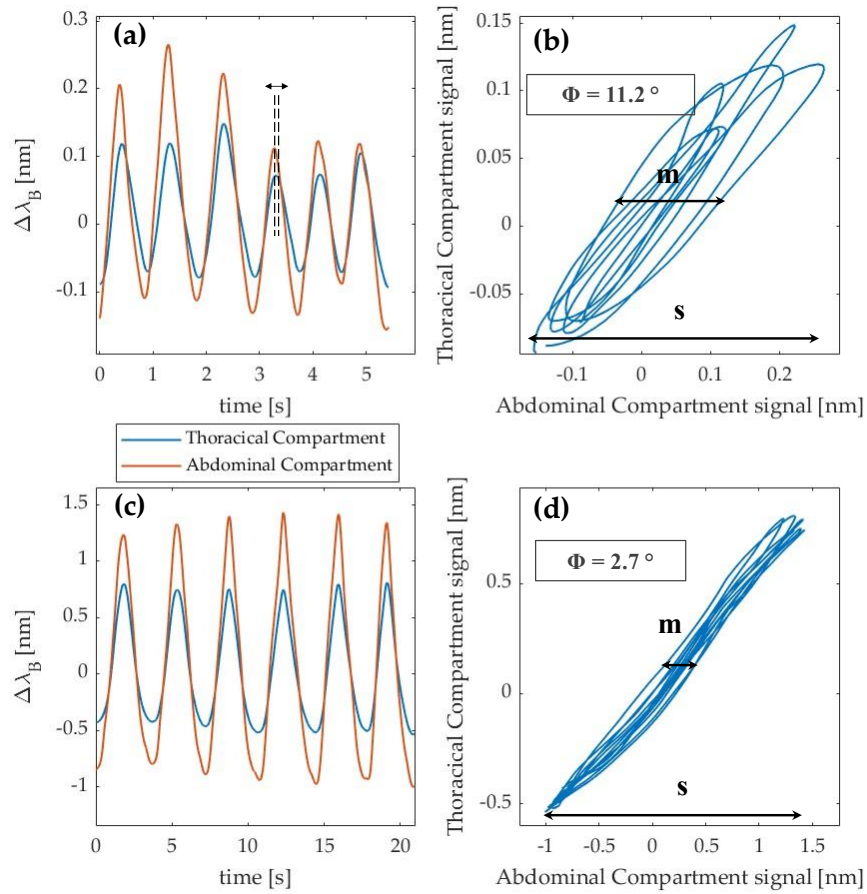 (a)
0.3
0.2
0.1
0
-0.1
Δλ_B [nm]
0 1 2 3 4 5
time [s]
(b)
0.15
0.1
0.05
0
-0.05
Thoracical Compartment signal [nm]
Φ = 11.2 °
m
s
-0.1 0 0.1 0.2
Abdominal Compartment signal [nm]
Thoracical Compartment
Abdominal Compartment
(c)
1.5
1
0.5
0
-0.5
-1
Δλ_B [nm]
0 5 10 15 20
time [s]
(d)
0.5
0
-0.5
Thoracical Compartment signal [nm]
Φ = 2.7 °
m
s
-1 -0.5 0 0.5 1 1.5
Abdominal Compartment signal [nm]